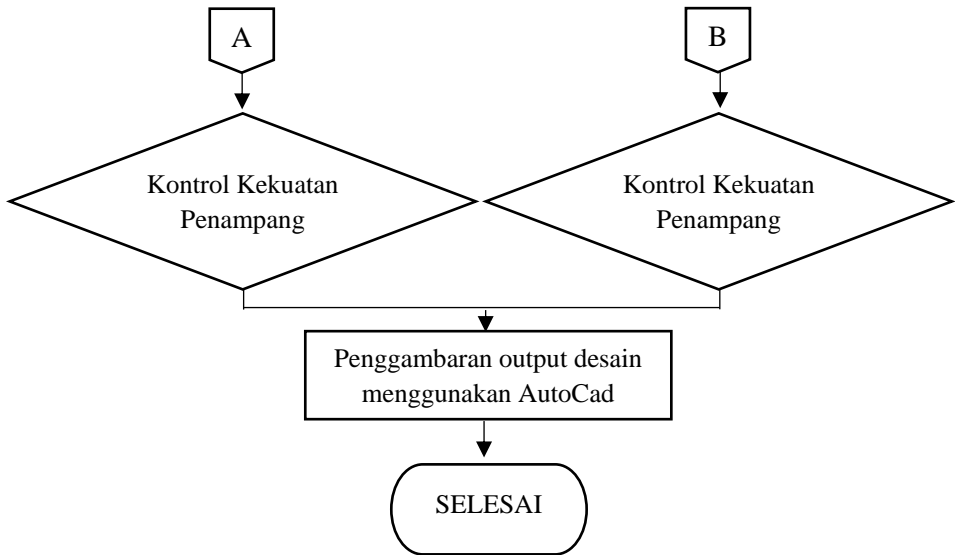 A
B
Kontrol Kekuatan
Penampang
Kontrol Kekuatan
Penampang
Penggambaran output desain
menggunakan AutoCad
SELESAI